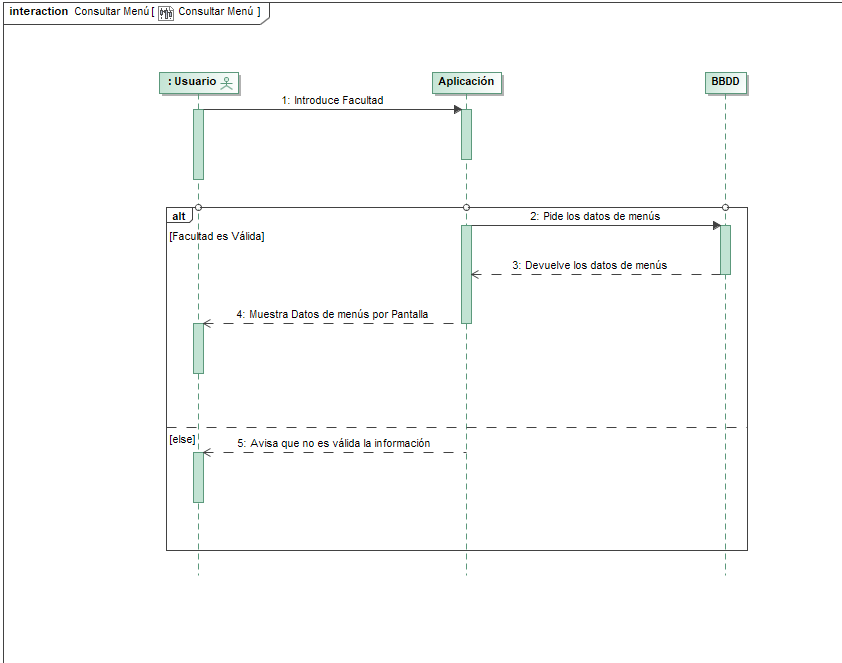 interaction Consultar Menú [ Consultar Menú ]
: Usuario
Aplicación
BBDD
1: Introduce Facultad
alt
2: Pide los datos de menús
[Facultad es Válida]
3: Devuelve los datos de menús
4: Muestra Datos de menús por Pantalla
[else]
5: Avisa que no es válida la información